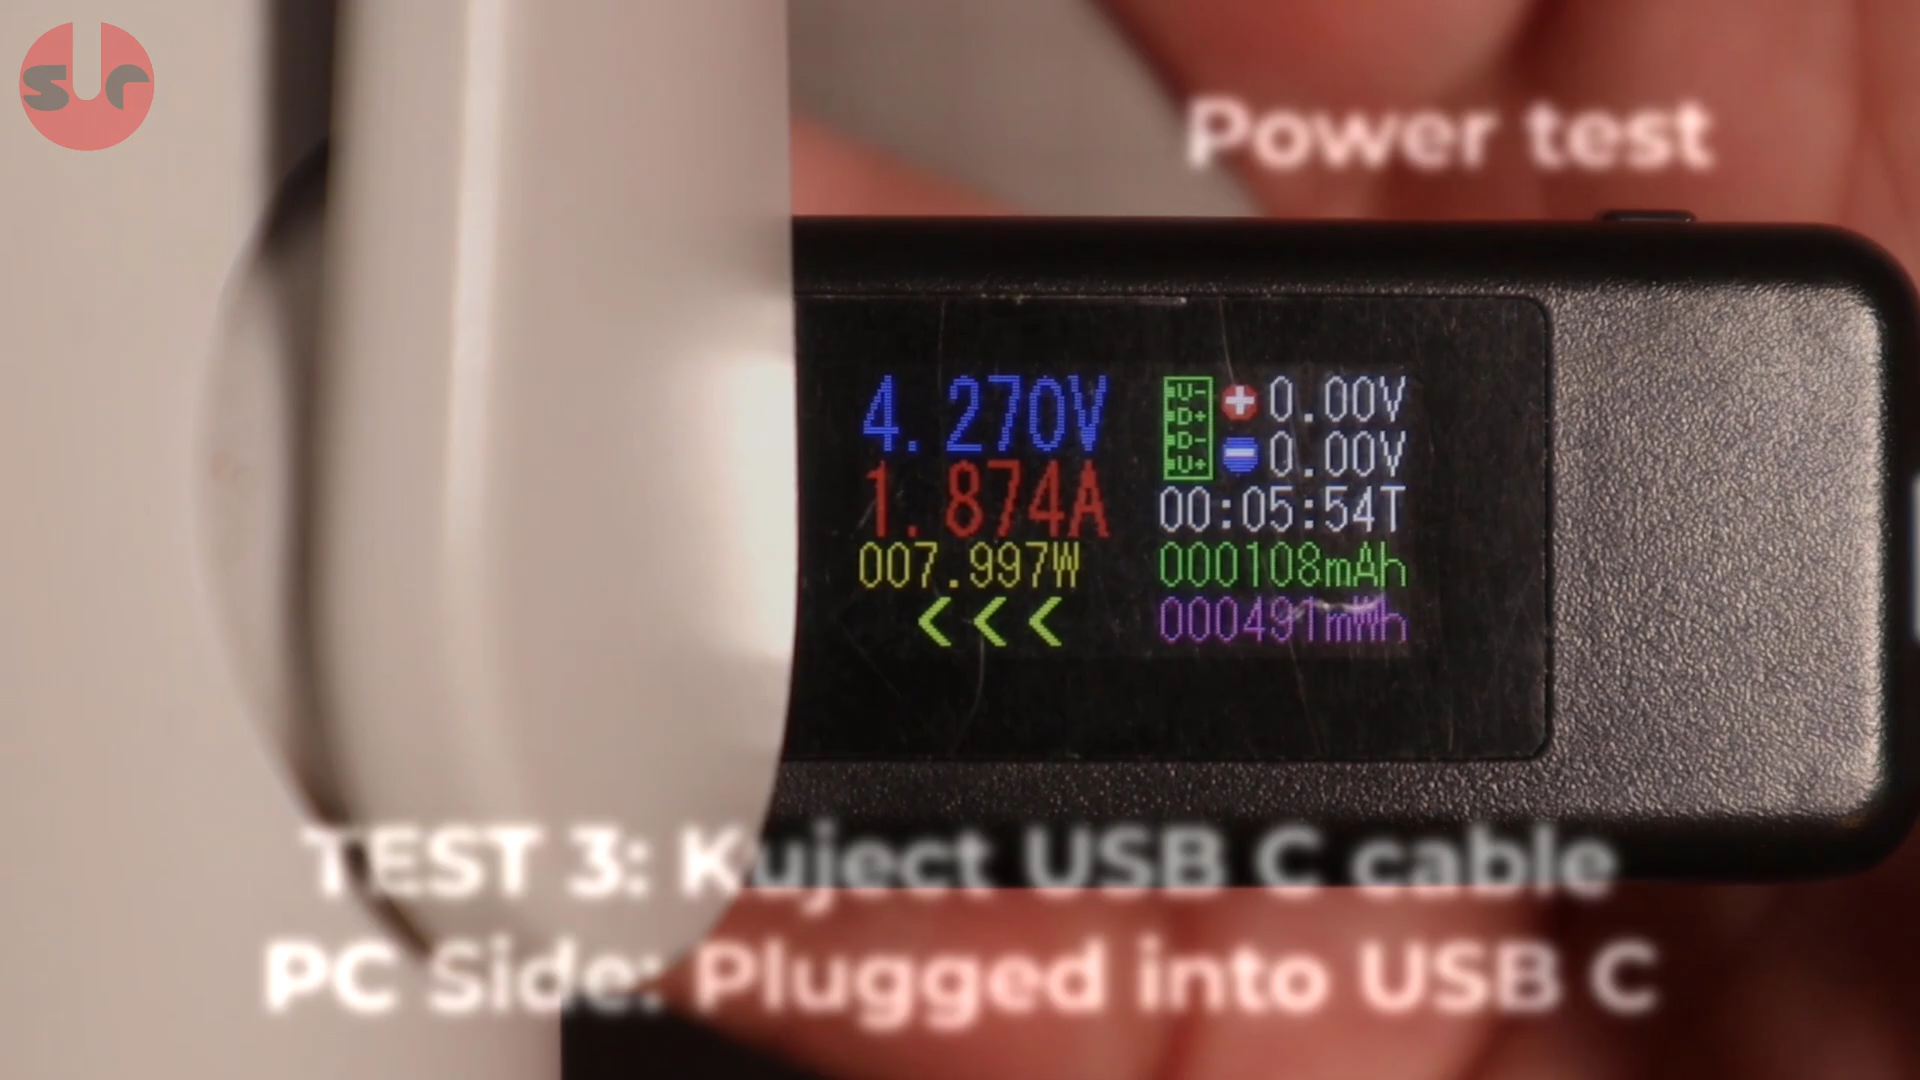 sur
Power test
4.270V
1.874A
007.997W
<<<
U-
D+
D-
U+
+ 0.00V
- 0.00V
00:05:54T
000108mAh
000491mWh
TEST 3: Kuject USB C cable
PC Side: Plugged into USB C